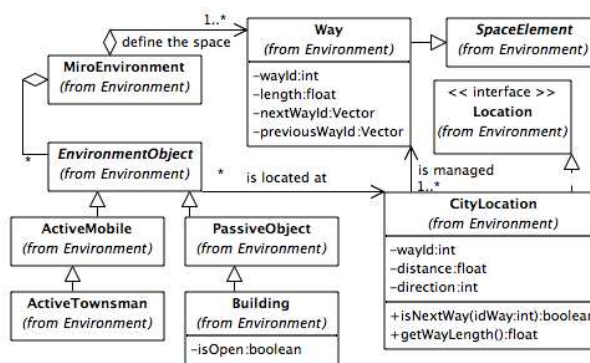 1..*
define the space
MiroEnvironment
(from Environment)
*
Way
(from Environment)
-wayId:int
-length:float
-nextWayId:Vector
-previousWayId:Vector
SpaceElement
(from Environment)
<< interface >>
Location
(from Environment)
EnvironmentObject
(from Environment)
*
is located at
is managed
1..*
ActiveMobile
(from Environment)
PassiveObject
(from Environment)
ActiveTownsman
(from Environment)
Building
(from Environment)
-isOpen:boolean
CityLocation
(from Environment)
-wayId:int
-distance:float
-direction:int
+isNextWay(idWay:int):boolean
+getWayLength():float